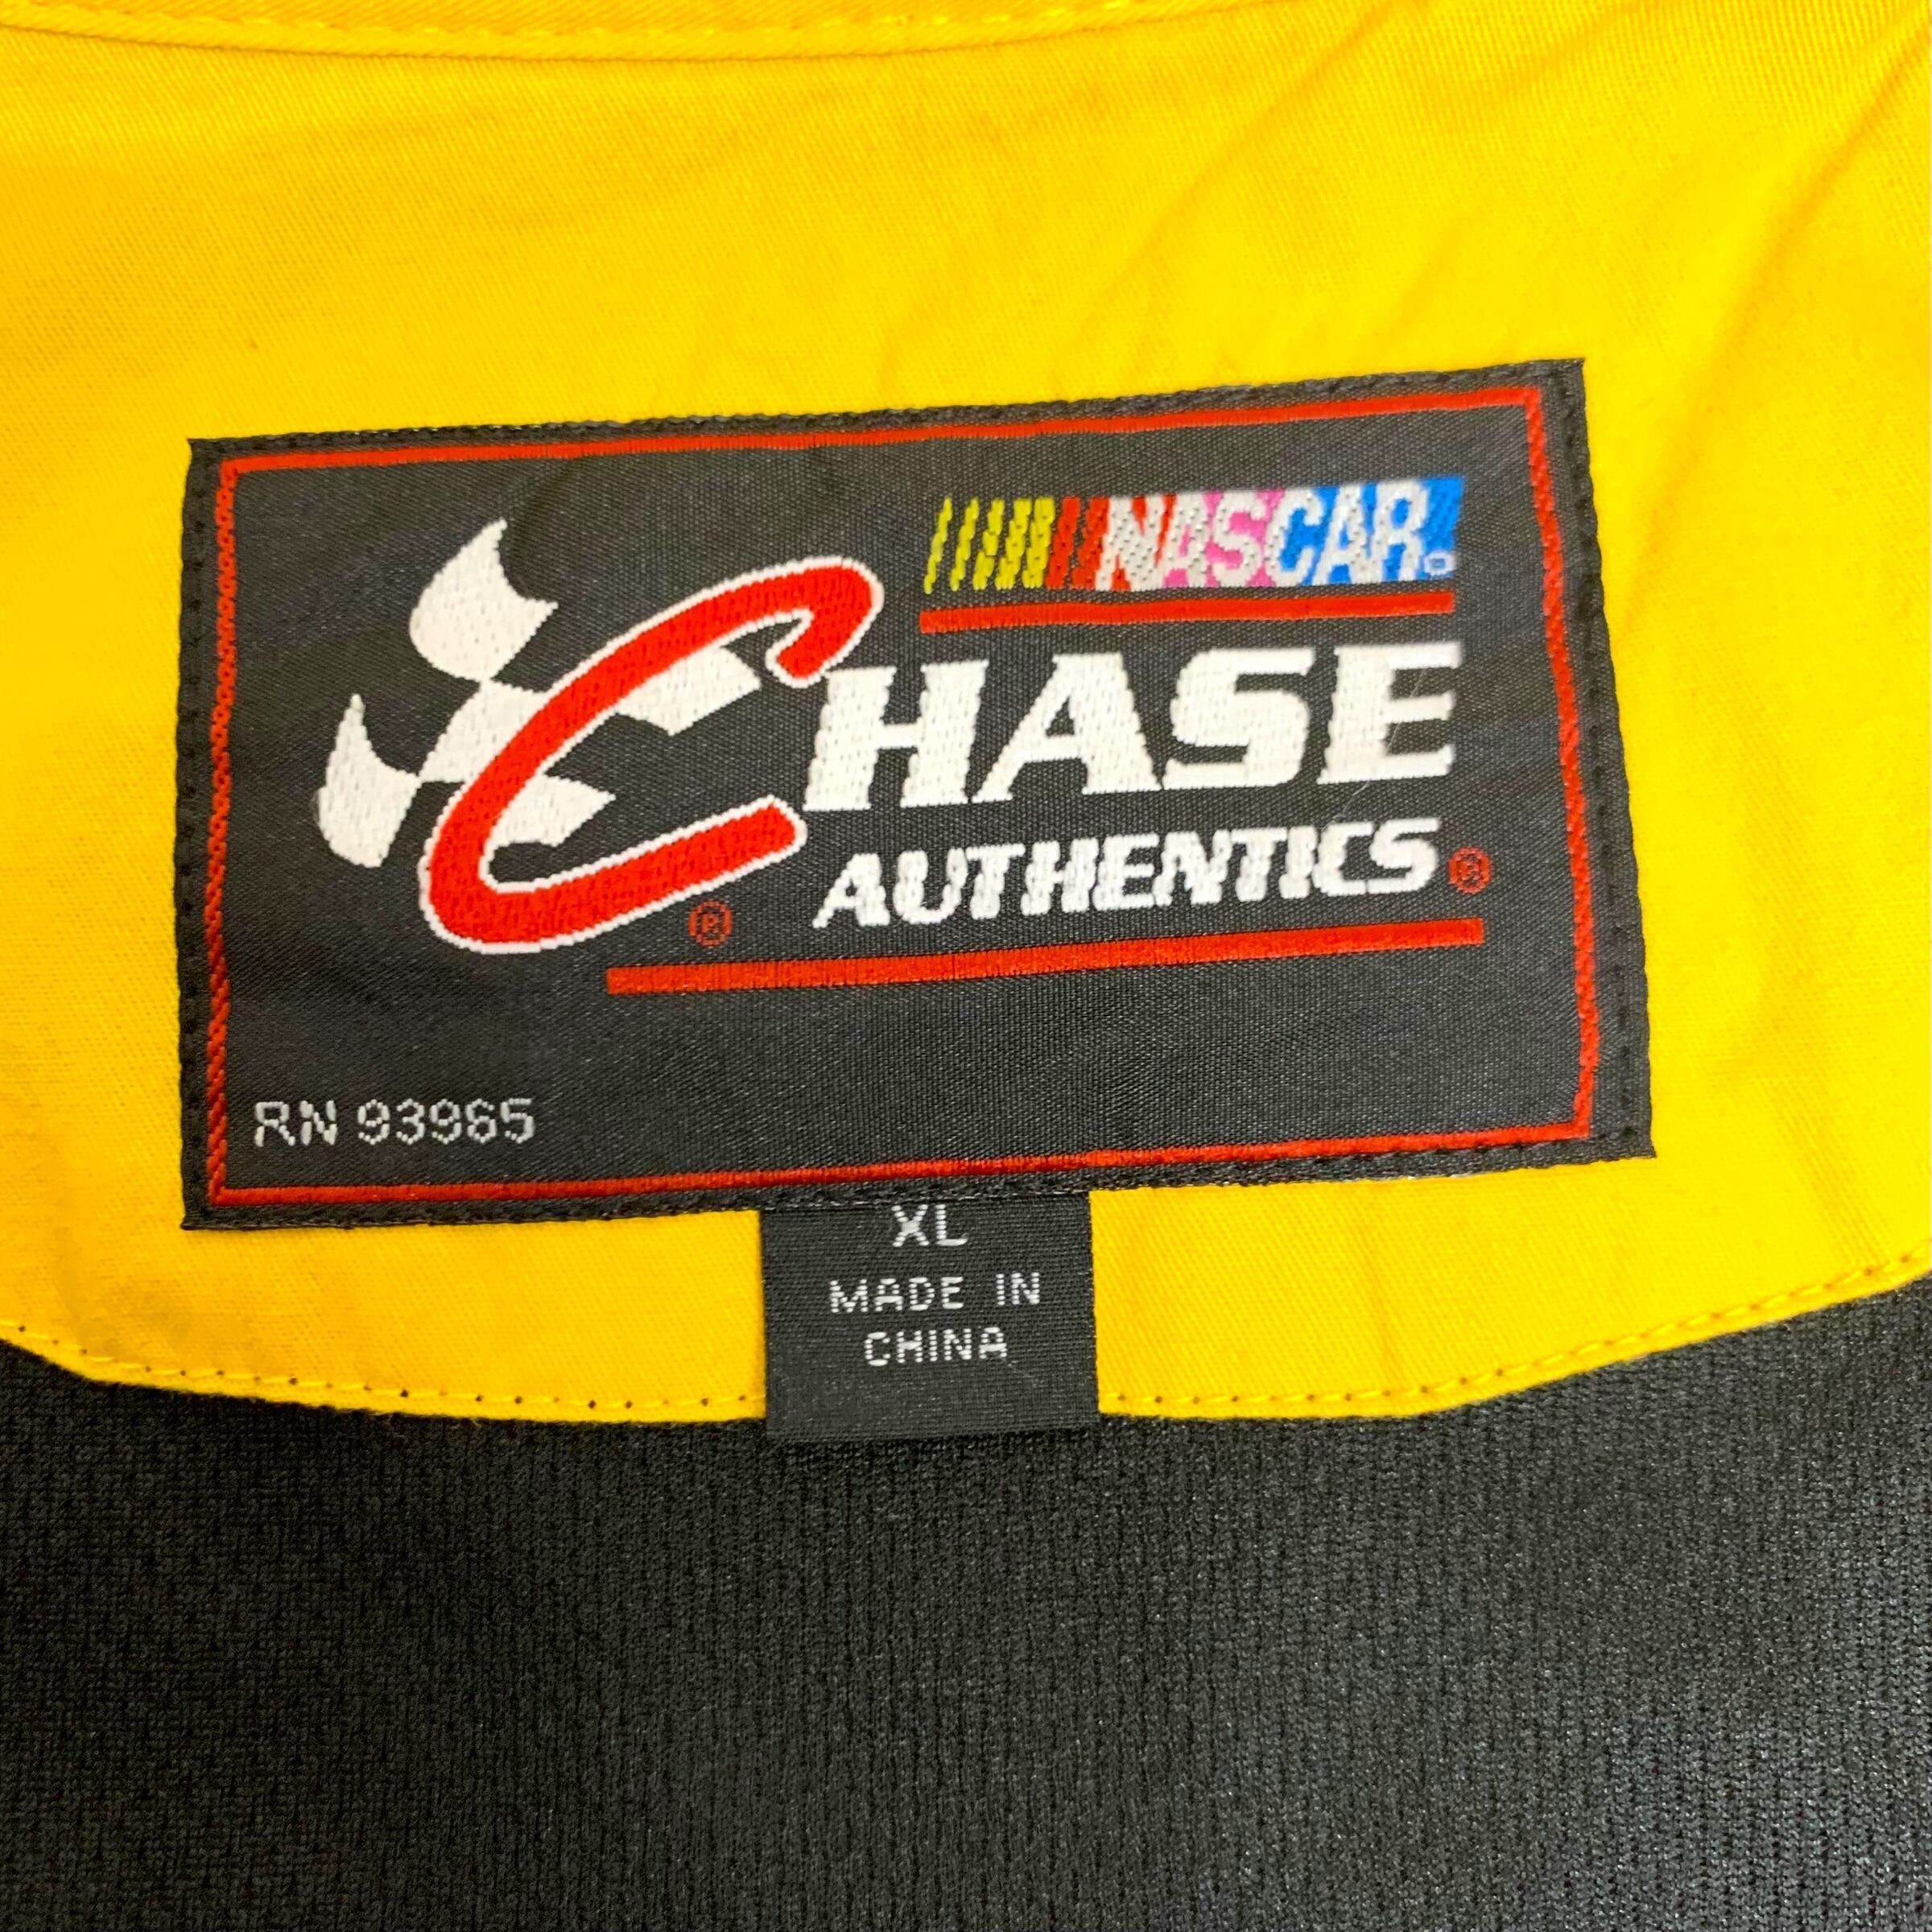 NASCAR
CHASE
AUTHENTICS®
®
RN 93965
XL
MADE IN
CHINA